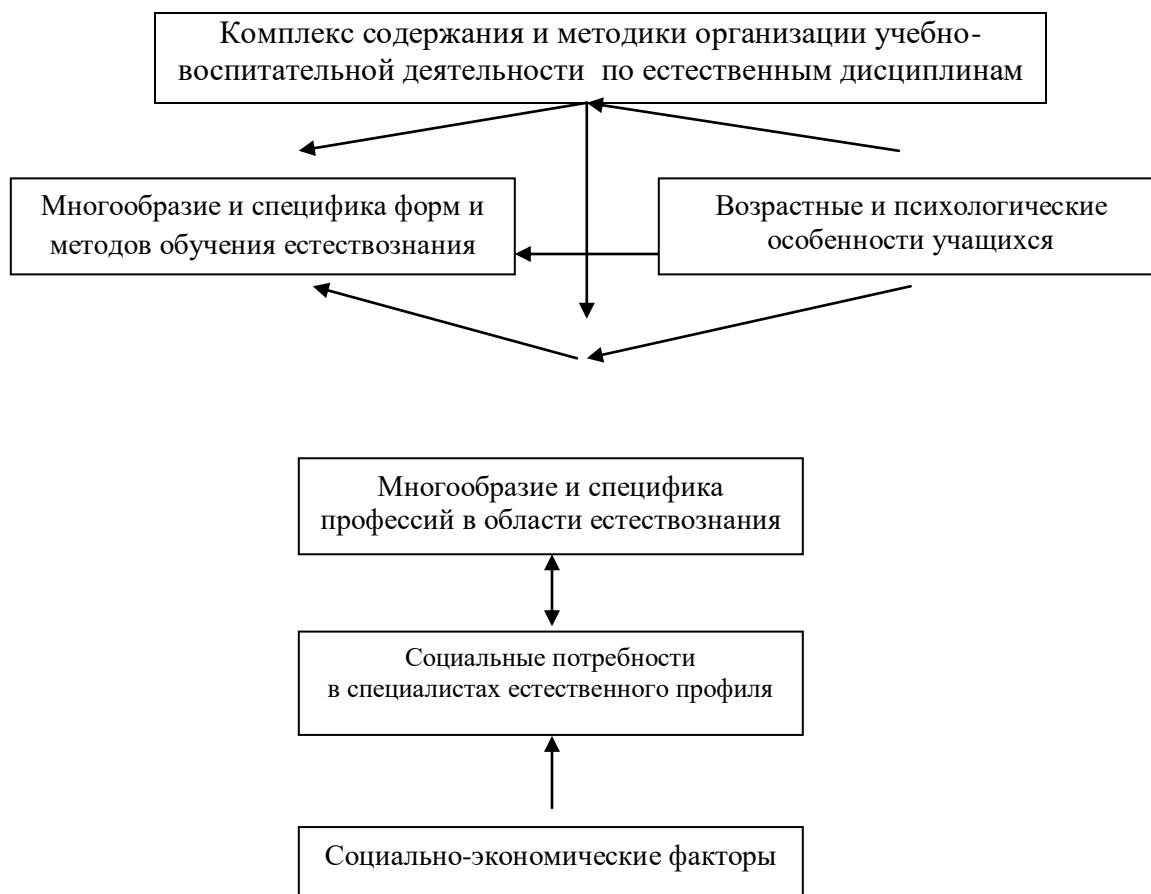 Комплекс содержания и методики организации учебно-
воспитательной деятельности по естественным дисциплинам
Многообразие и специфика форм и
методов обучения естествознания
Возрастные и психологические
особенности учащихся
Многообразие и специфика
профессий в области естествознания
Социальные потребности
в специалистах естественного профиля
Социально-экономические факторы